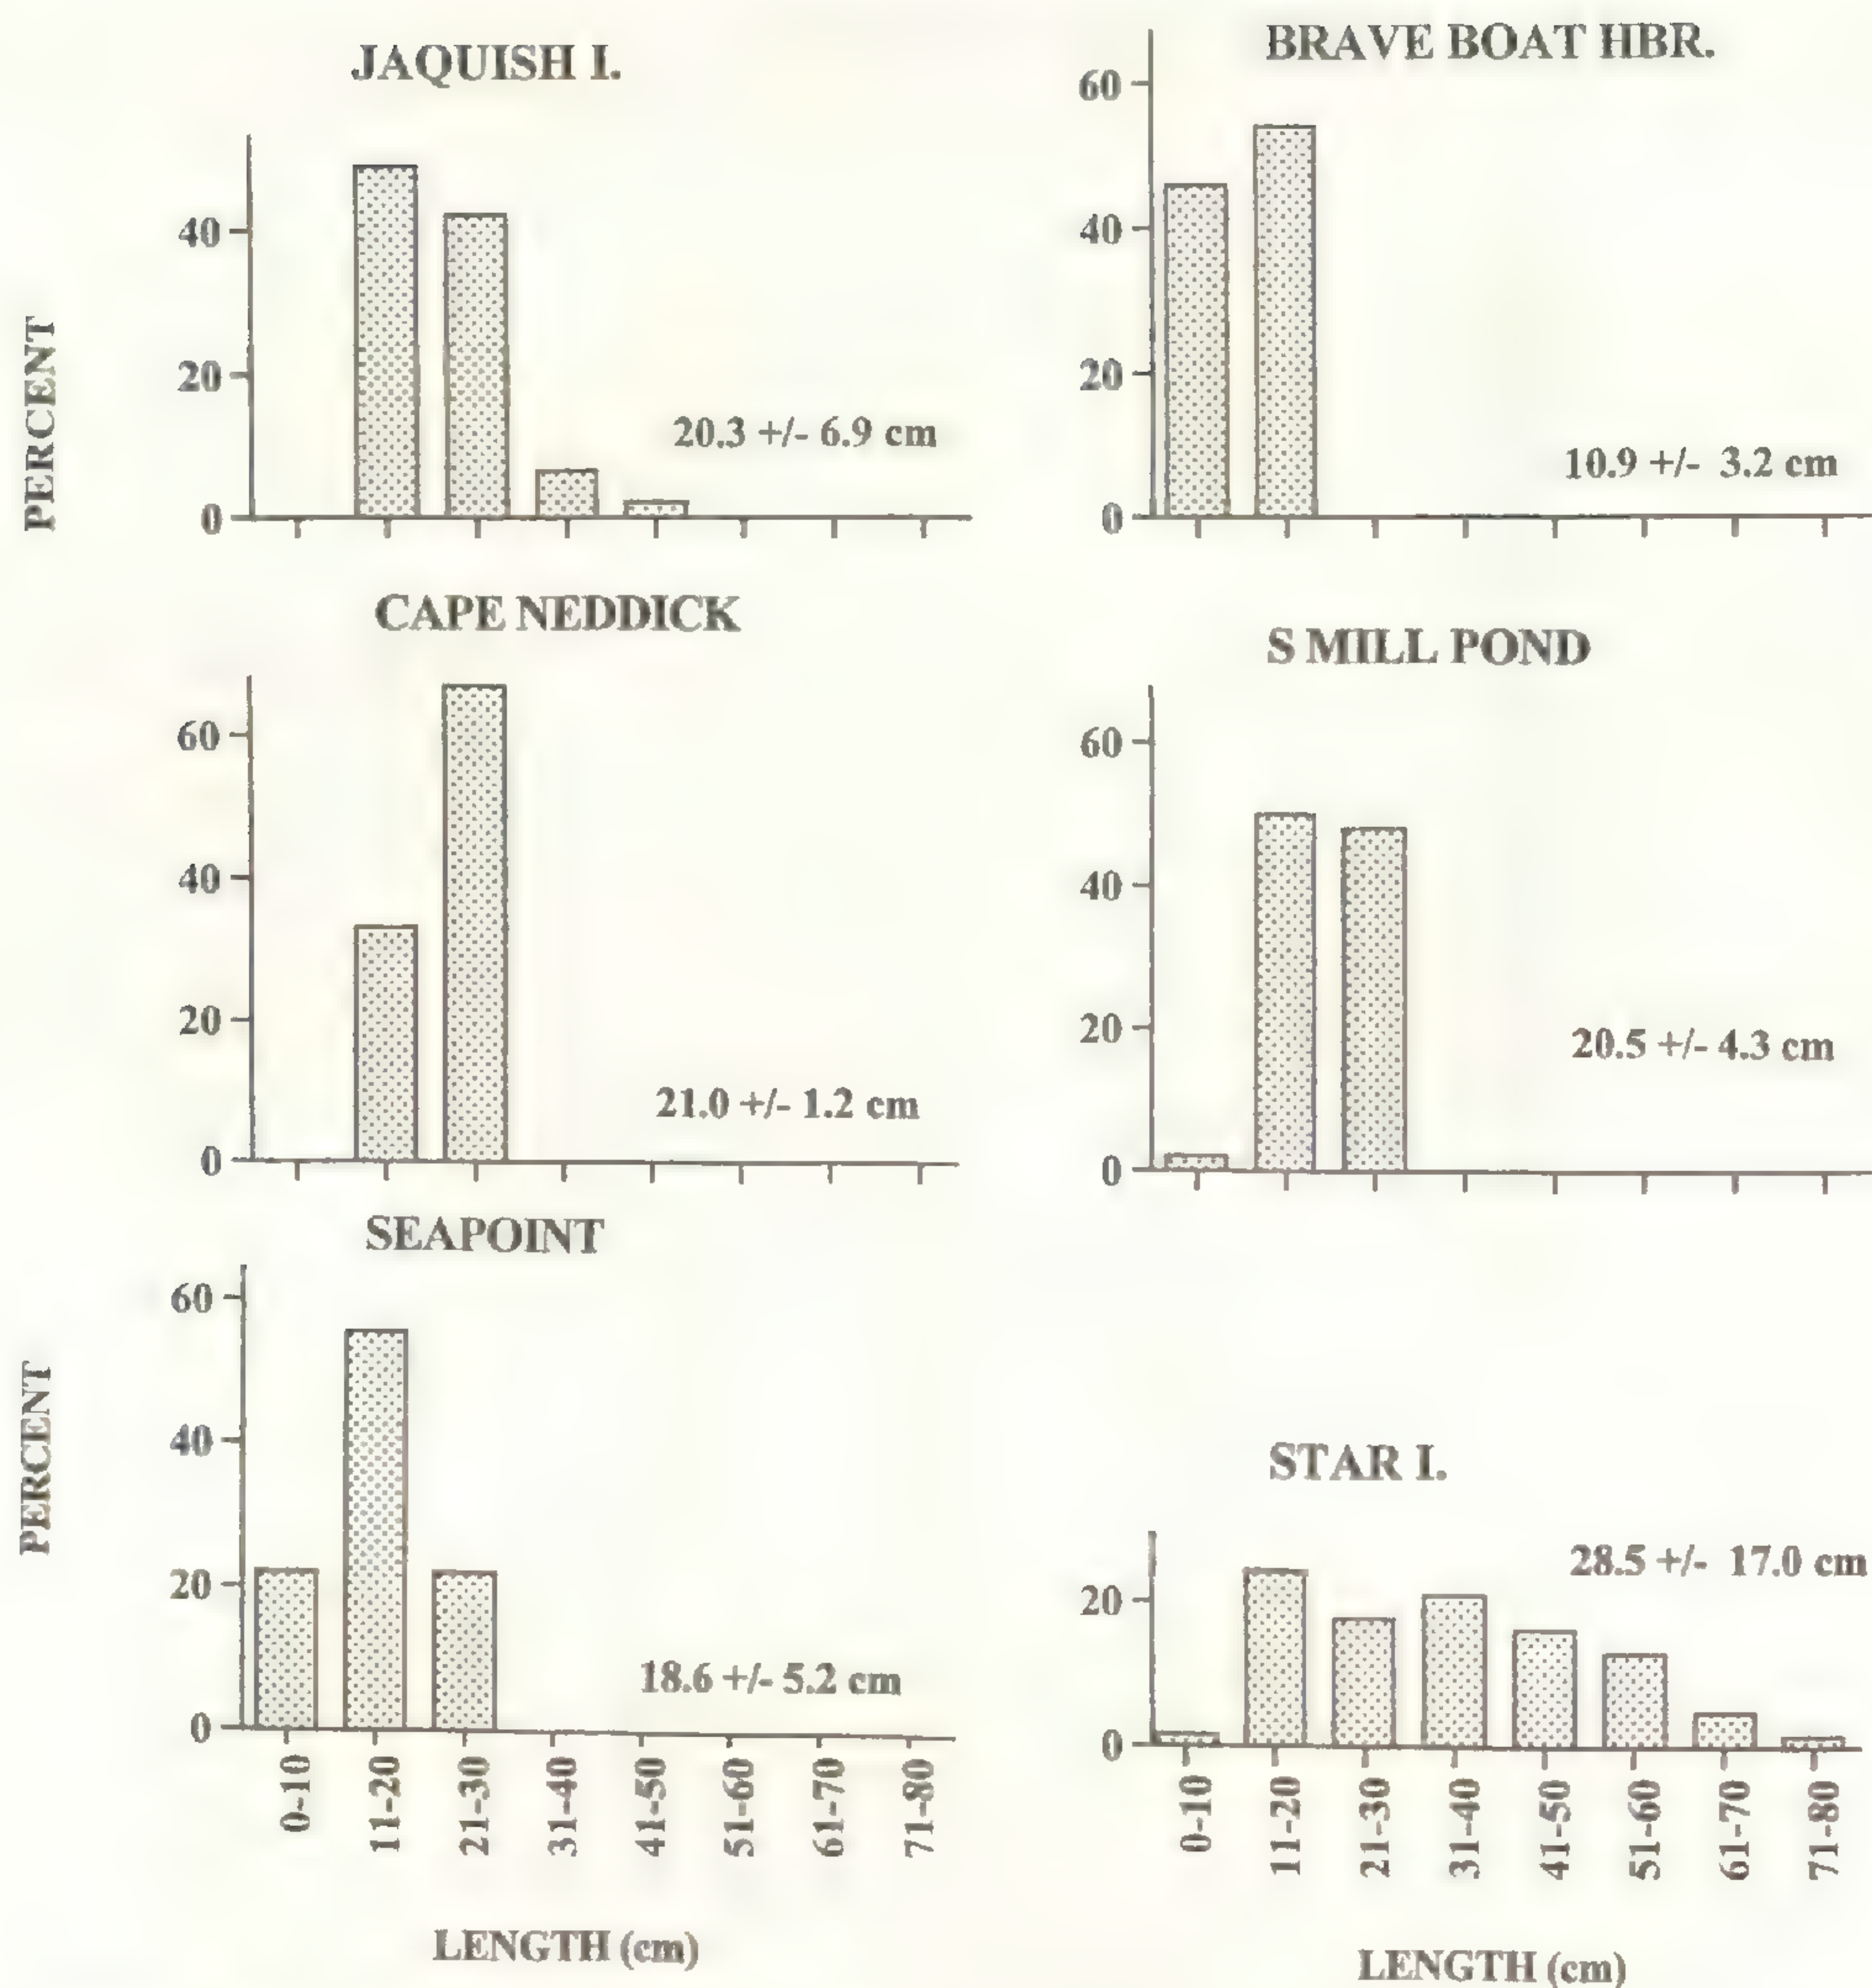 JAQUISH I.
PERCENT
40
20
0
20.3 +/- 6.9 cm
BRAVE BOAT HBR.
60
40
20
0
10.9 +/- 3.2 cm
CAPE NEDDICK
60
40
20
0
21.0 +/- 1.2 cm
S MILL POND
60
40
20
0
20.5 +/- 4.3 cm
SEAPOINT
PERCENT
60
40
20
0
18.6 +/- 5.2 cm
0-10
11-20
21-30
31-40
41-50
51-60
61-70
71-80
LENGTH (cm)
STAR I.
28.5 +/- 17.0 cm
20
0
0-10
11-20
21-30
31-40
41-50
51-60
61-70
71-80
LENGTH (cm)